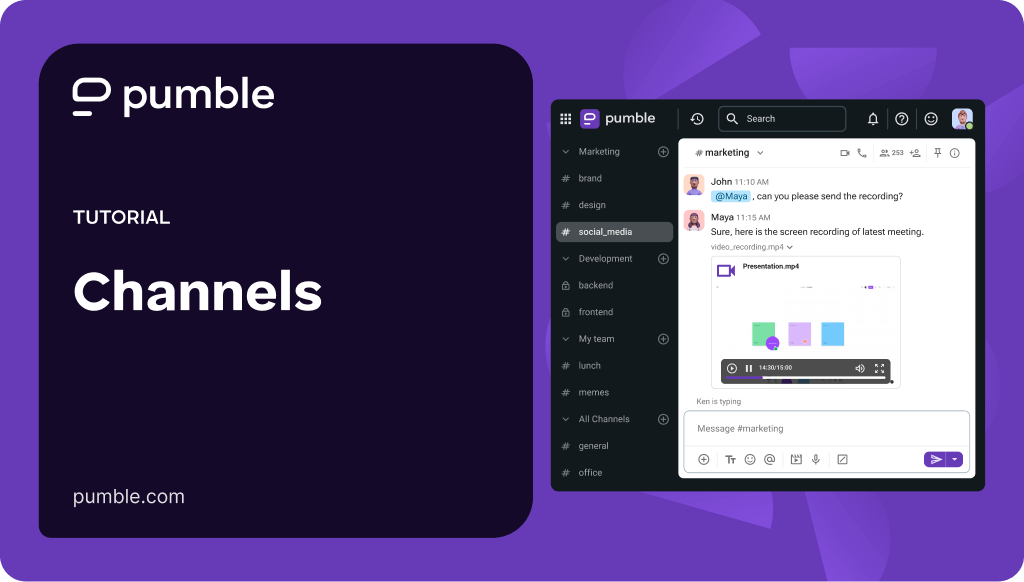 pumble
TUTORIAL
Channels
pumble.com
pumble
Search
Marketing
brand
design
social_media
Development
backend
frontend
My team
lunch
memes
All Channels
general
office
# marketing
253
John 11:10 AM
@Maya , can you please send the recording?
Maya 11:15 AM
Sure, here is the screen recording of latest meeting.
video_recording.mp4
Presentation.mp4
14:30/15:00
Ken is typing
Message #marketing